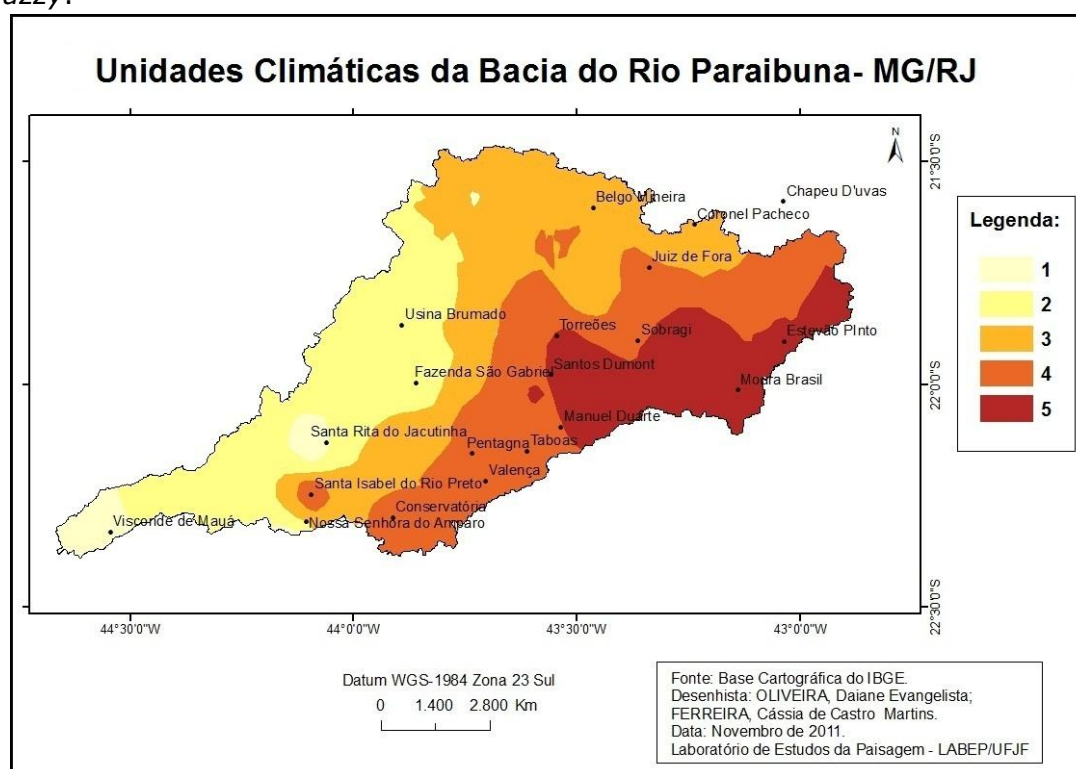 uzzy.
Unidades Climáticas da Bacia do Rio Paraibuna- MG/RJ
N
21°30'0"S
22°0'0"S
22°30'0"S
Belgo Mineira
Chapeu D'uvas
Coronel Pacheco
Juiz de Fora
Usina Brumado
Torreões
Sobragi
Estevão PInto
Fazenda São Gabriel
Santos Dumont
Moura Brasil
Manuel Duarte
Santa Rita do Jacutinha
Pentagna
Taboas
Valença
Santa Isabel do Rio Preto
Conservatória
Visconde de Mauá
Nossa Senhora do Amparo
44°30'0"W
44°0'0"W
43°30'0"W
43°0'0"W
Legenda:
1
2
3
4
5
Datum WGS-1984 Zona 23 Sul
0 1.400 2.800 Km
Fonte: Base Cartográfica do IBGE.
Desenhista: OLIVEIRA, Daiane Evangelista;
FERREIRA, Cássia de Castro Martins.
Data: Novembro de 2011.
Laboratório de Estudos da Paisagem - LABEP/UFJF